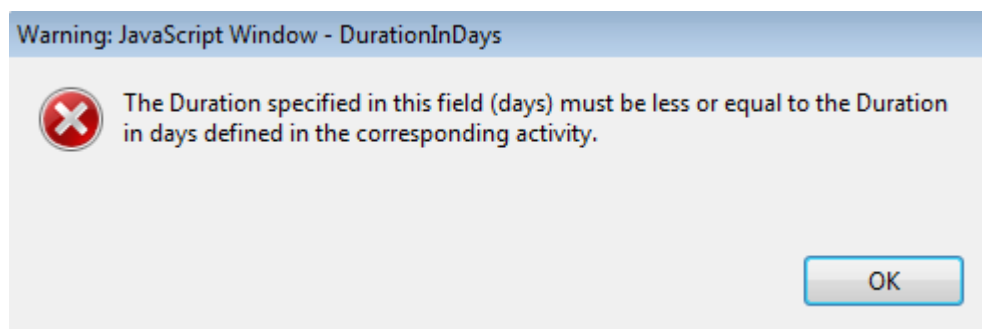 Warning: JavaScript Window - DurationInDays
The Duration specified in this field (days) must be less or equal to the Duration
in days defined in the corresponding activity.
OK